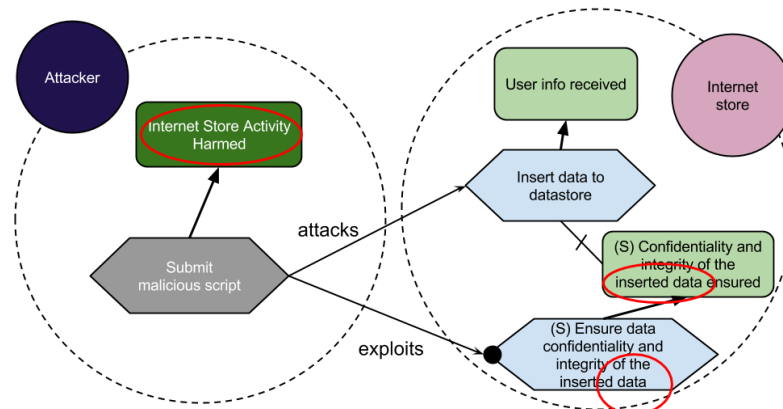 Attacker
Internet Store Activity
Harmed
Submit
malicious script
attacks
exploits
User info received
Internet
store
Insert data to
datastore
(S) Confidentiality and
integrity of the
inserted data ensured
(S) Ensure data
confidentiality and
integrity of the
inserted data